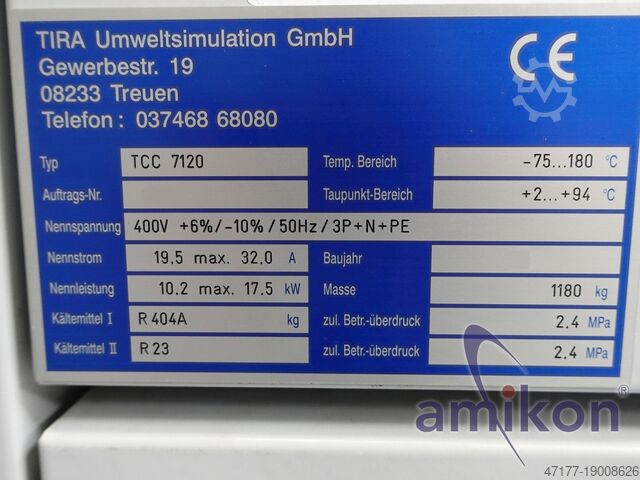 TIRA Umweltsimulation GmbH
Gewerbestr. 19
08233 Treuen
Telefon: 037468 68080
CE
Typ TCC 7120 Temp. Bereich -75...180 °C
Auftrags-Nr. Taupunkt-Bereich +2...+94 °C
Nennspannung 400V +6%/-10%/50Hz/3P+N+PE
Nennstrom 19.5 max. 32.0 A Baujahr
Nennleistung 10.2 max. 17.5 kW Masse 1180 kg
Kältemittel I R404A kg zul. Betr.-überdruck 2.4 MPa
Kältemittel II R23 zul. Betr.-überdruck 2.4 MPa
amikon®
47177-19008626